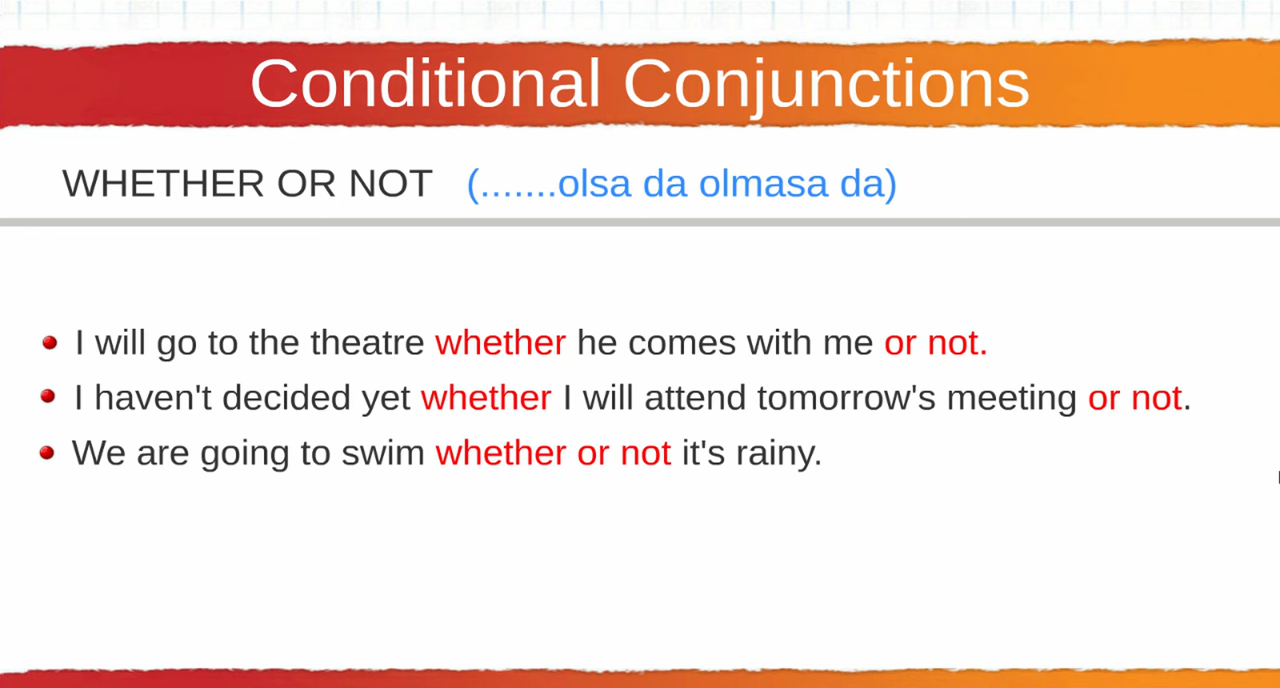 Conditional Conjunctions
WHETHER OR NOT (.......olsa da olmasa da)
I will go to the theatre whether he comes with me or not.
I haven't decided yet whether I will attend tomorrow's meeting or not.
We are going to swim whether or not it's rainy.